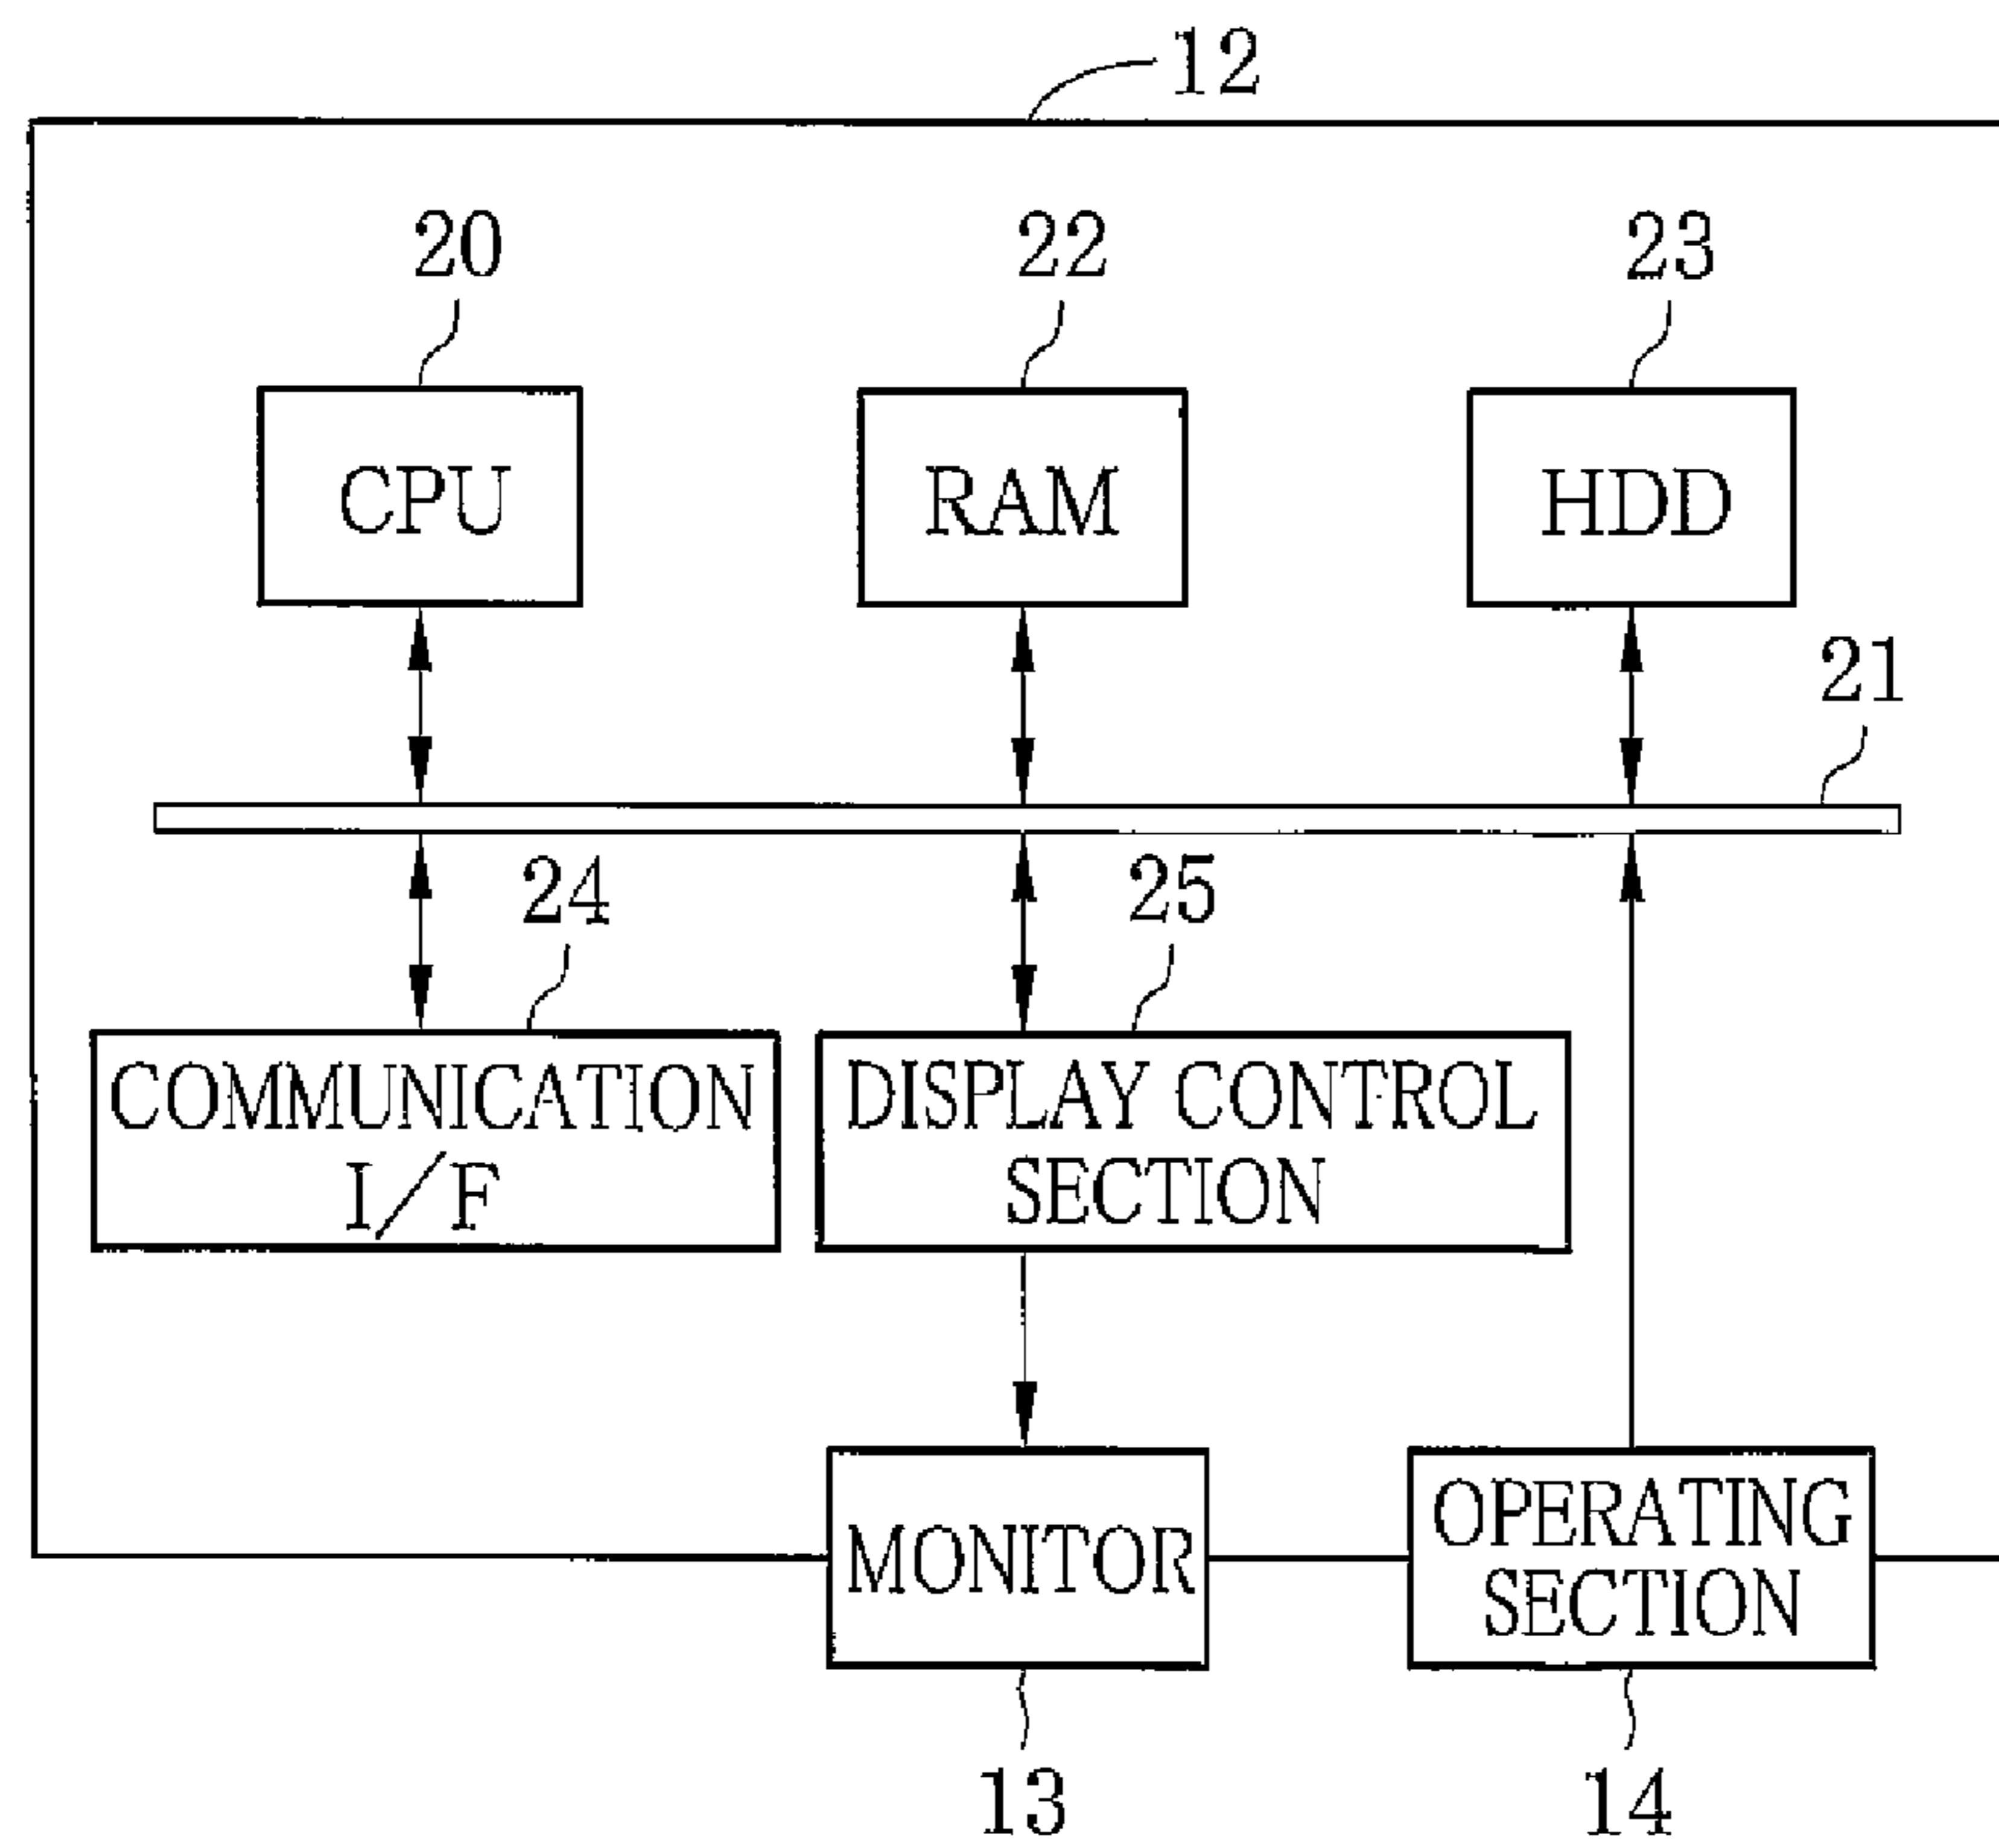 12
20
22
23
CPU
RAM
HDD
21
24
25
COMMUNICATION
I/F
DISPLAY CONTROL
SECTION
MONITOR
OPERATING
SECTION
13
14